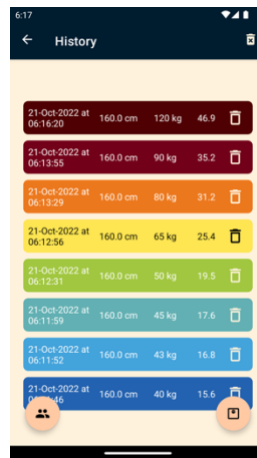 6:17
History
21-Oct-2022 at
06:16:20 160.0 cm 120 kg 46.9
21-Oct-2022 at
06:13:55 160.0 cm 90 kg 35.2
21-Oct-2022 at
06:13:29 160.0 cm 80 kg 31.2
21-Oct-2022 at
06:12:56 160.0 cm 65 kg 25.4
21-Oct-2022 at
06:12:31 160.0 cm 50 kg 19.5
21-Oct-2022 at
06:11:59 160.0 cm 45 kg 17.6
21-Oct-2022 at
06:11:52 160.0 cm 43 kg 16.8
21-Oct-2022 at
46 160.0 cm 40 kg 15.6